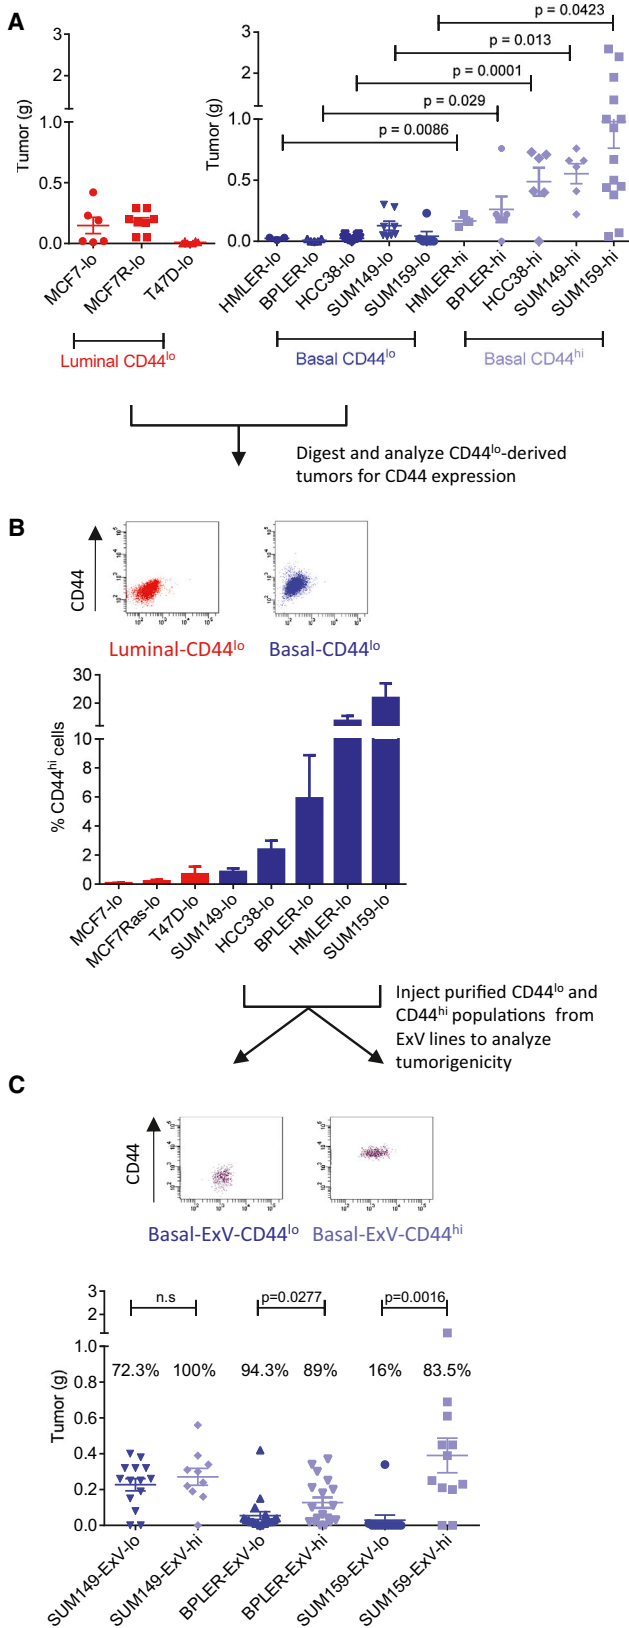 A
Tumor (g)
3
2
1.0
0.5
0.0
MCF7-lo
MCF7R-lo
T47D-lo
Luminal CD44lo
Tumor (g)
3
2
1.0
0.5
0.0
p = 0.0423
p = 0.013
p = 0.0001
p = 0.029
p = 0.0086
HMLER-lo
BPLER-lo
HCC38-lo
SUM149-lo
SUM159-lo
HMLER-hi
BPLER-hi
HCC38-hi
SUM149-hi
SUM159-hi
Basal CD44lo
Basal CD44hi
Digest and analyze CD44lo-derived
tumors for CD44 expression
B
CD44
Luminal-CD44lo
Basal-CD44lo
% CD44hi cells
30
20
10
8
6
4
2
0
MCF7-lo
MCF7Ras-lo
T47D-lo
SUM149-lo
HCC38-lo
BPLER-lo
HMLER-lo
SUM159-lo
Inject purified CD44lo and
CD44hi populations from
ExV lines to analyze
tumorigenicity
C
CD44
Basal-ExV-CD44lo
Basal-ExV-CD44hi
Tumor (g)
3
2
1.0
0.8
0.6
0.4
0.2
0.0
n.s
p=0.0277
p=0.0016
72.3%
100%
94.3%
89%
16%
83.5%
SUM149-ExV-lo
SUM149-ExV-hi
BPLER-ExV-lo
BPLER-ExV-hi
SUM159-ExV-lo
SUM159-ExV-hi